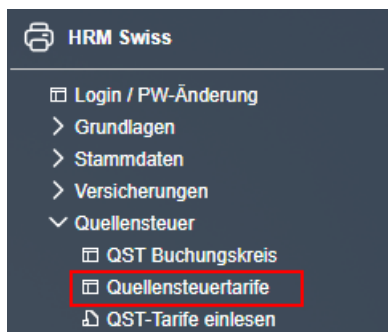 HRM Swiss
Login / PW-Änderung
Grundlagen
Stammdaten
Versicherungen
Quellensteuer
QST Buchungskreis
Quellensteuertarife
QST-Tarife einlesen